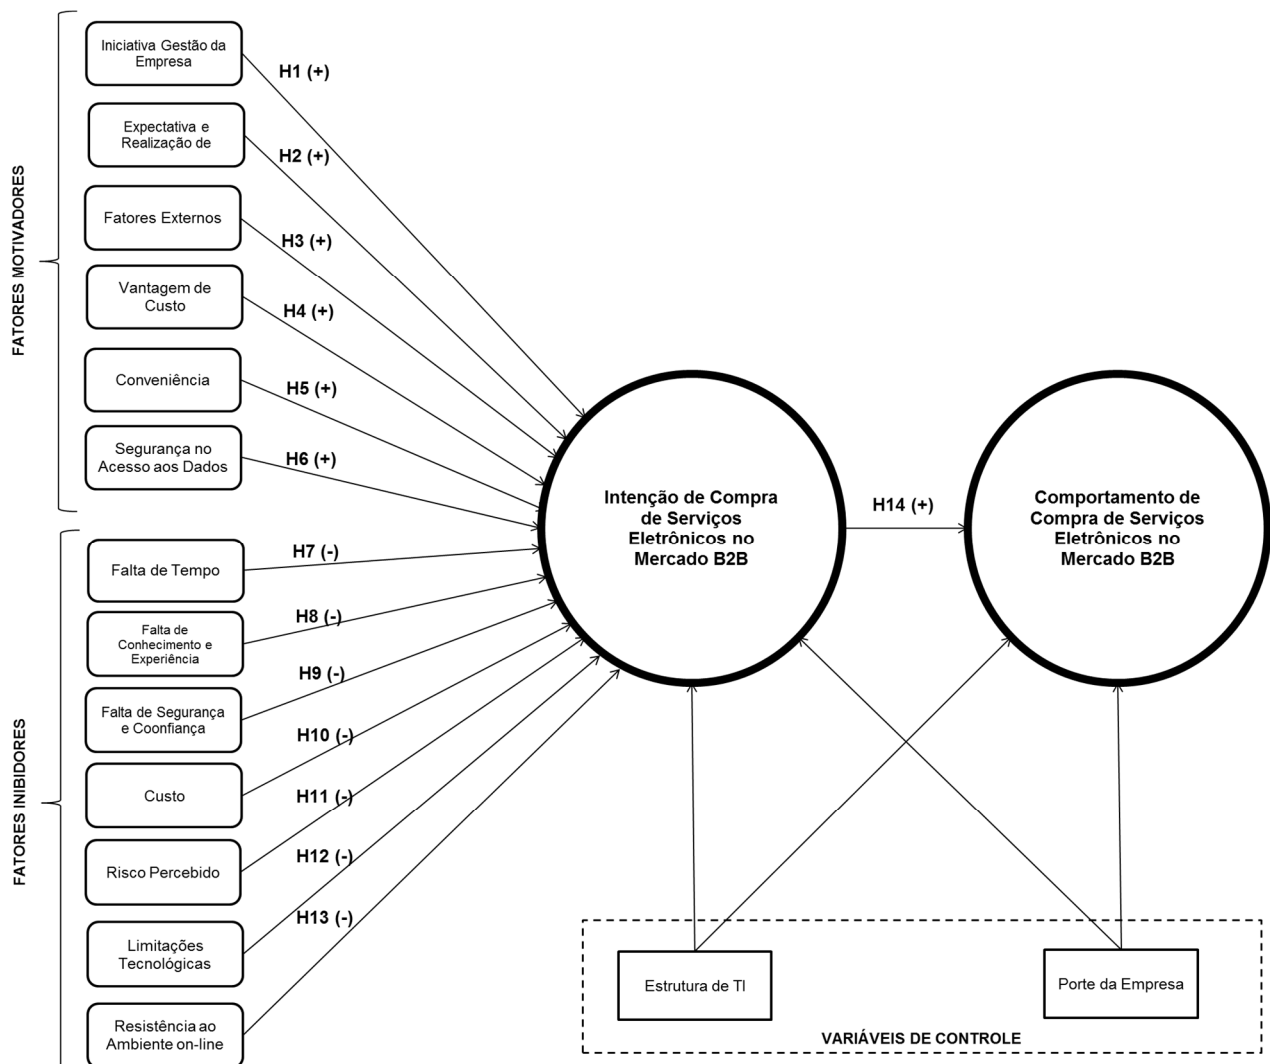 FATORES MOTIVADORES
Iniciativa Gestão da
Empresa
H1 (+)
Expectativa e
Realização de
H2 (+)
Fatores Externos
H3 (+)
Vantagem de
Custo
H4 (+)
Conveniência
H5 (+)
Segurança no
Acesso aos Dados
H6 (+)
FATORES INIBIDORES
Falta de Tempo
H7 (-)
Falta de
Conhecimento e
Experiência
H8 (-)
Falta de Segurança
e Coonfiança
H9 (-)
Custo
H10 (-)
Risco Percebido
H11 (-)
Limitações
Tecnológicas
H12 (-)
Resistência ao
Ambiente on-line
H13 (-)
Intenção de Compra
de Serviços
Eletrônicos no
Mercado B2B
H14 (+)
Comportamento de
Compra de Serviços
Eletrônicos no
Mercado B2B
Estrutura de TI
Porte da Empresa
VARIÁVEIS DE CONTROLE